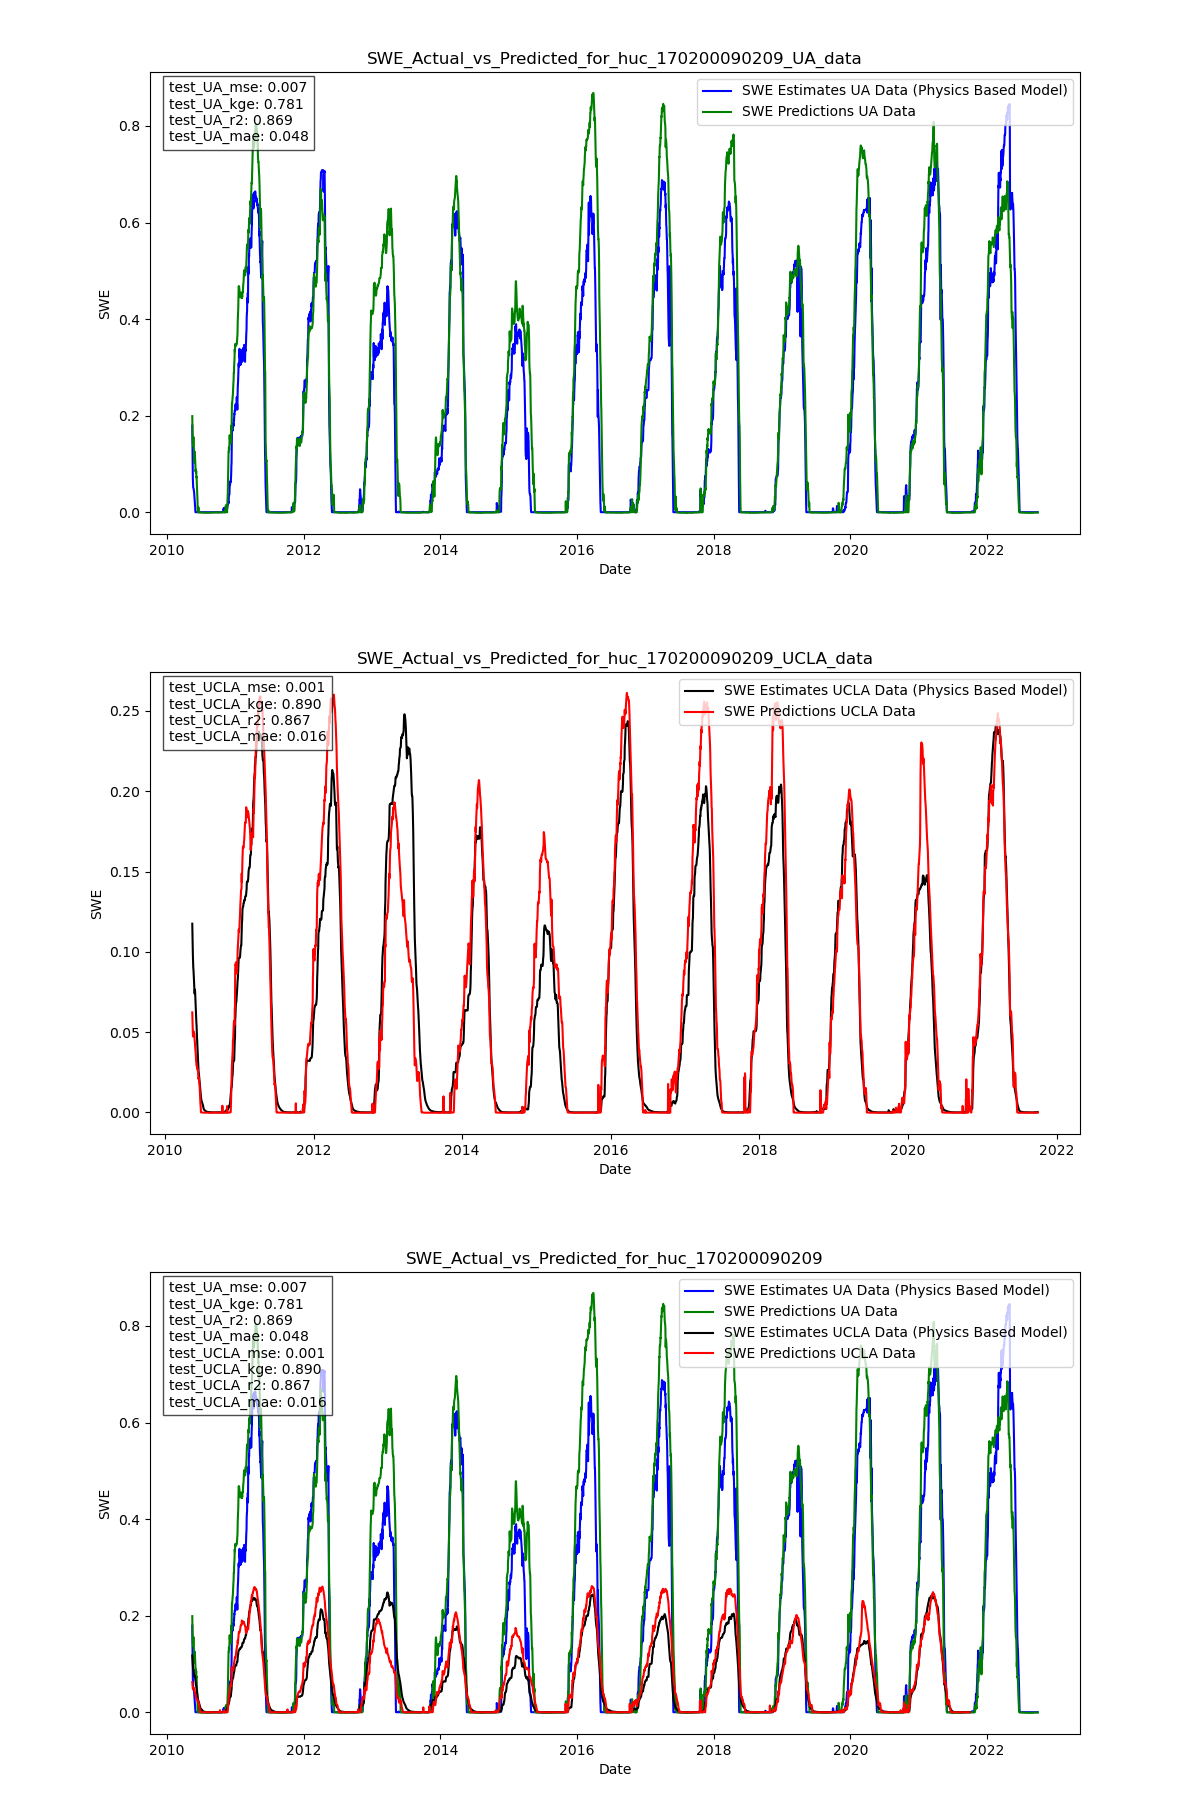 SWE_Actual_vs_Predicted_for_huc_170200090209_UA_data
test_UA_mse: 0.007
test_UA_kge: 0.781
test_UA_r2: 0.869
test_UA_mae: 0.048
SWE Estimates UA Data (Physics Based Model)
SWE Predictions UA Data
0.8
0.6
0.4
0.2
0.0
SWE
2010 2012 2014 2016 2018 2020 2022
Date
SWE_Actual_vs_Predicted_for_huc_170200090209_UCLA_data
test_UCLA_mse: 0.001
test_UCLA_kge: 0.890
test_UCLA_r2: 0.867
test_UCLA_mae: 0.016
SWE Estimates UCLA Data (Physics Based Model)
SWE Predictions UCLA Data
0.25
0.20
0.15
0.10
0.05
0.00
SWE
2010 2012 2014 2016 2018 2020 2022
Date
SWE_Actual_vs_Predicted_for_huc_170200090209
test_UA_mse: 0.007
test_UA_kge: 0.781
test_UA_r2: 0.869
test_UA_mae: 0.048
test_UCLA_mse: 0.001
test_UCLA_kge: 0.890
test_UCLA_r2: 0.867
test_UCLA_mae: 0.016
SWE Estimates UA Data (Physics Based Model)
SWE Predictions UA Data
SWE Estimates UCLA Data (Physics Based Model)
SWE Predictions UCLA Data
0.8
0.6
0.4
0.2
0.0
SWE
2010 2012 2014 2016 2018 2020 2022
Date